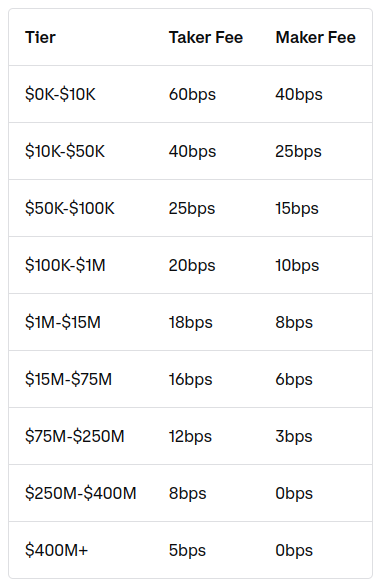 Tier Taker Fee Maker Fee
$0K-$10K 60bps 40bps
$10K-$50K 40bps 25bps
$50K-$100K 25bps 15bps
$100K-$1M 20bps 10bps
$1M-$15M 18bps 8bps
$15M-$75M 16bps 6bps
$75M-$250M 12bps 3bps
$250M-$400M 8bps 0bps
$400M+ 5bps 0bps